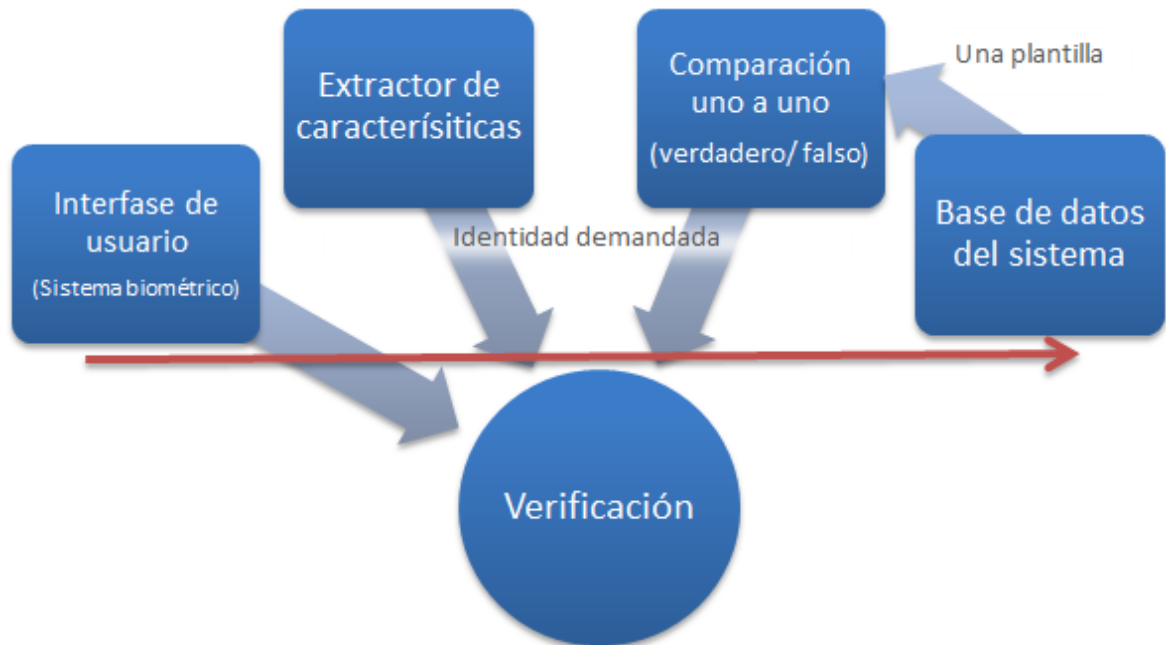 Interfase de
usuario
(Sistema biométrico)
Extractor de
caracterísiticas
Identidad demandada
Comparación
uno a uno
(verdadero/ falso)
Una plantilla
Base de datos
del sistema
Verificación